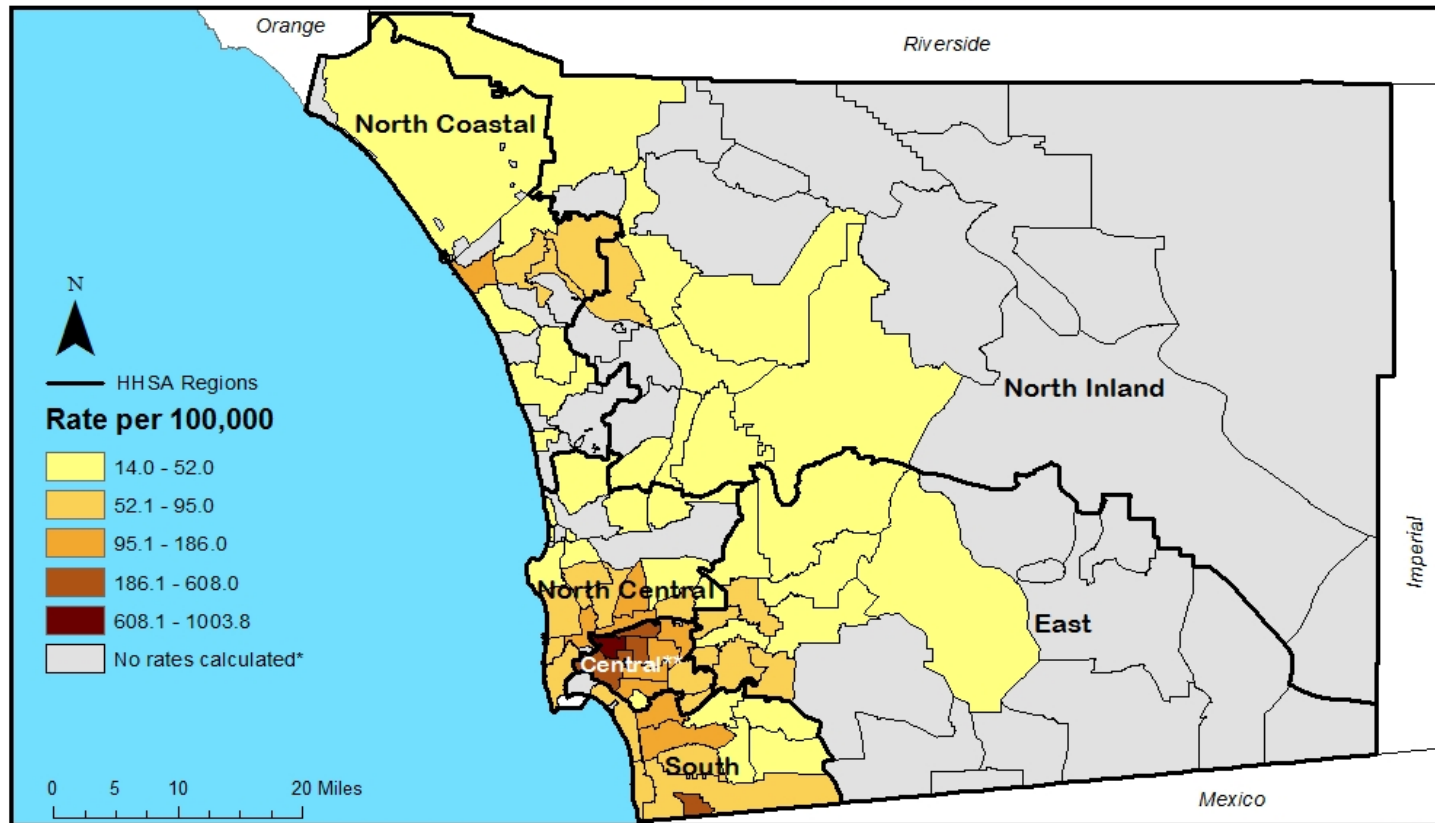 Orange
Riverside
North Coastal
N
HHSA Regions
Rate per 100,000
14.0 - 52.0
52.1 - 95.0
95.1 - 186.0
186.1 - 608.0
608.1 - 1003.8
No rates calculated*
North Inland
Imperial
North Central
East
Central**
South
0 5 10 20 Miles
Mexico